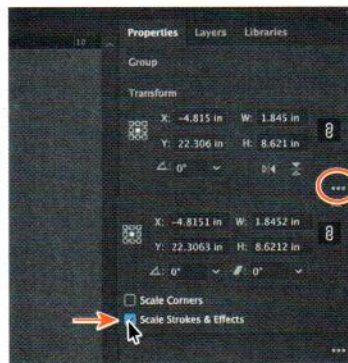 10
Properties Layers Libraries
Group
Transform
X: -4.815 in W: 1.845 in
Y: 22.306 in H: 8.621 in
0°
X: -4.8151 in W: 1.8452 in
Y: 22.3063 in H: 8.6212 in
0° 0°
Scale Corners
Scale Strokes & Effects